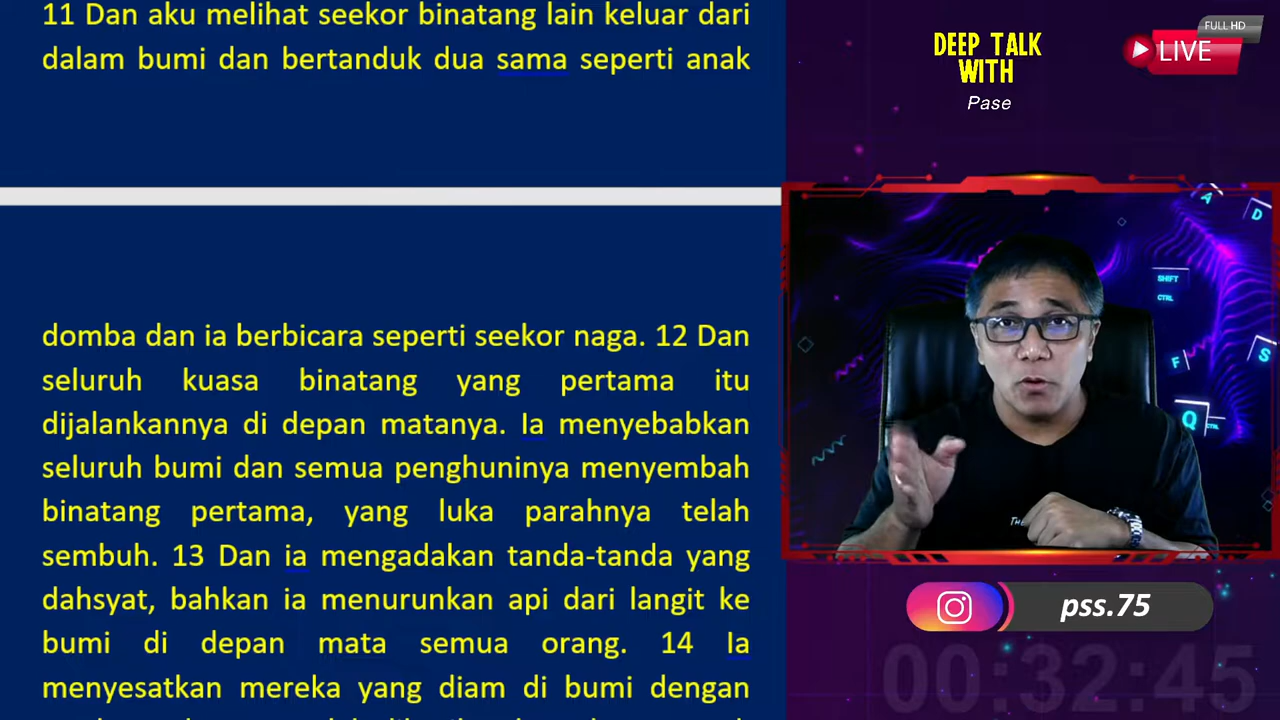 11 Dan aku melihat seekor binatang lain keluar dari
dalam bumi dan bertanduk dua sama seperti anak
domba dan ia berbicara seperti seekor naga. 12 Dan
seluruh kuasa binatang yang pertama itu
dijalankannya di depan matanya. Ia menyebabkan
seluruh bumi dan semua penghuninya menyembah
binatang pertama, yang luka parahnya telah
sembuh. 13 Dan ia mengadakan tanda-tanda yang
dahsyat, bahkan ia menurunkan api dari langit ke
bumi di depan mata semua orang. 14 Ia
menyesatkan mereka yang diam di bumi dengan
DEEP TALK
WITH
Pase
FULL HD
LIVE
A
D
SHIFT
CTRL
F
S
Q
CTRL
pss.75
00:32:45